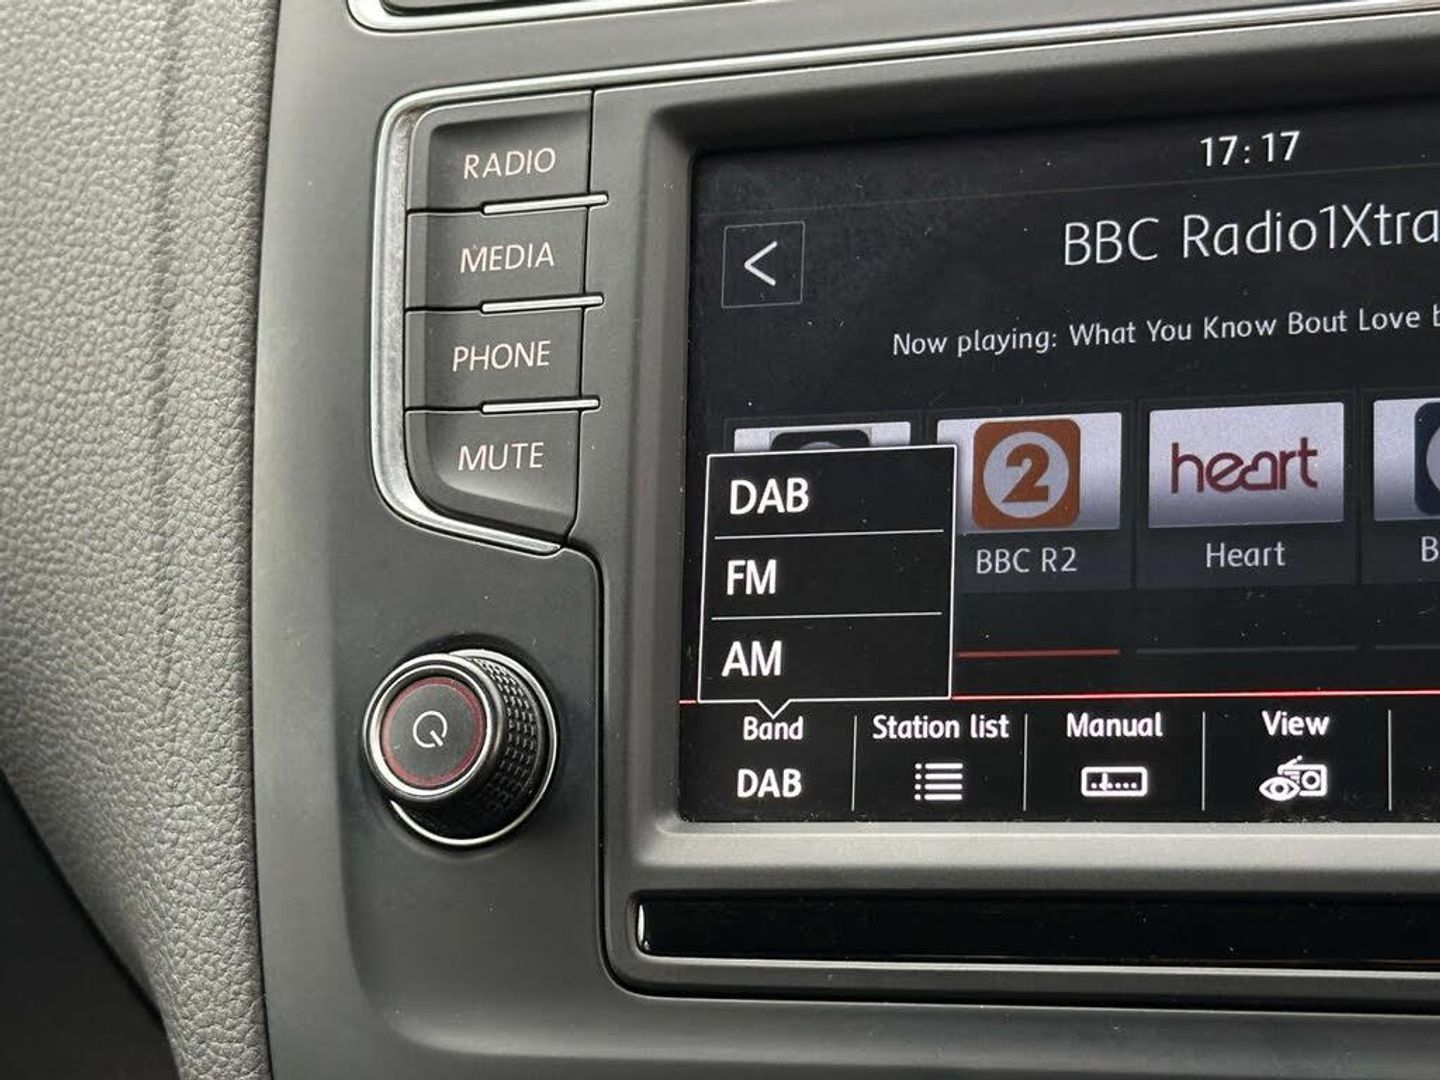 RADIO
MEDIA
PHONE
MUTE
17:17
BBC Radio1Xtra
Now playing: What You Know Bout Love
2
heart
BBC R2
Heart
B
DAB
FM
AM
Band
DAB
Station list
Manual
View